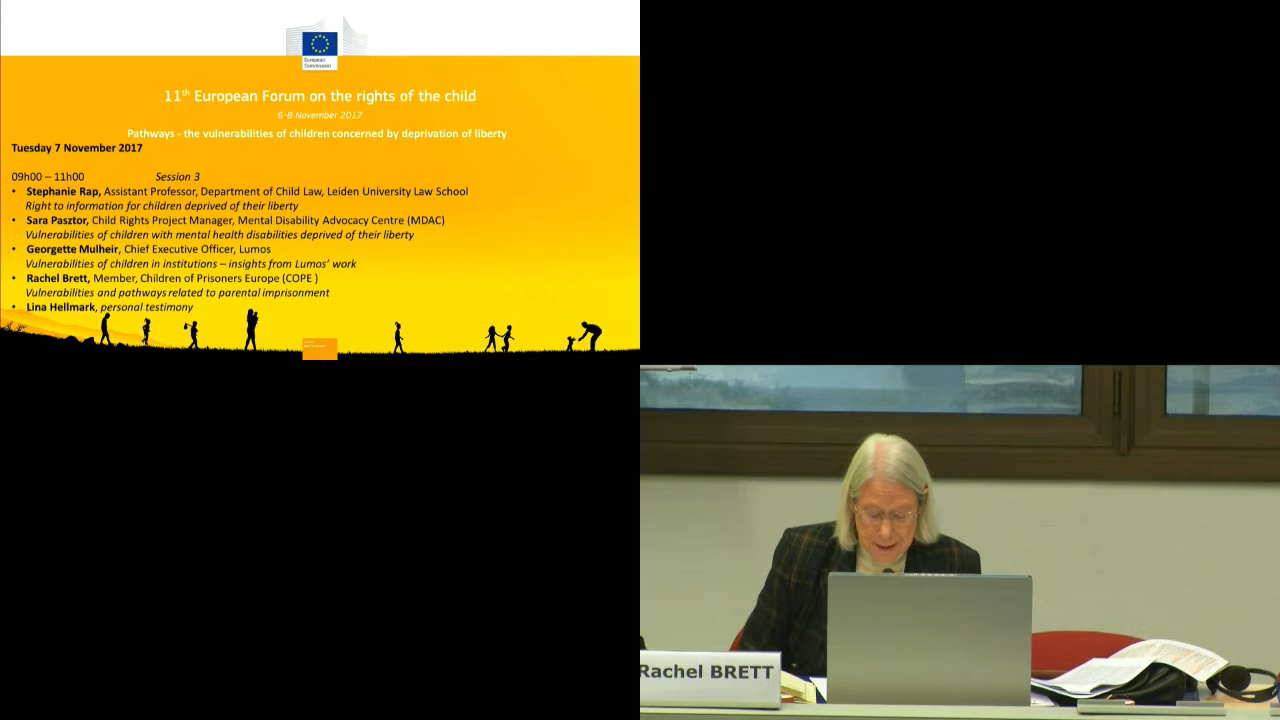 European
Commission
11th European Forum on the rights of the child
6-8 November 2017
Pathways - the vulnerabilities of children concerned by deprivation of liberty
Tuesday 7 November 2017
09h00 – 11h00 Session 3
• Stephanie Rap, Assistant Professor, Department of Child Law, Leiden University Law School
Right to information for children deprived of their liberty
• Sara Pasztor, Child Rights Project Manager, Mental Disability Advocacy Centre (MDAC)
Vulnerabilities of children with mental health disabilities deprived of their liberty
• Georgette Mulheir, Chief Executive Officer, Lumos
Vulnerabilities of children in institutions – insights from Lumos' work
• Rachel Brett, Member, Children of Prisoners Europe (COPE )
Vulnerabilities and pathways related to parental imprisonment
• Lina Hellmark, personal testimony
Rachel BRETT